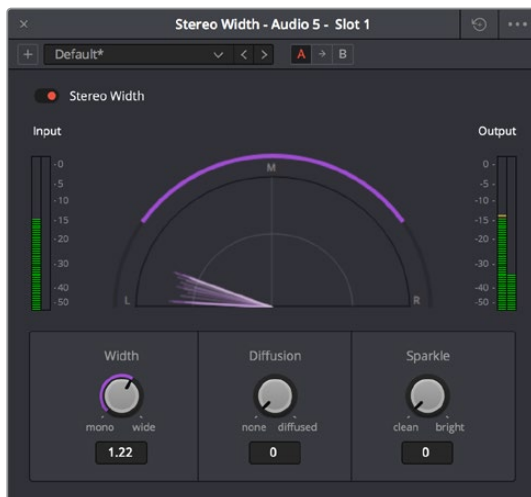 Stereo Width - Audio 5 - Slot 1
Default*
A B
Stereo Width
Input Output
-0 0 -
-5 5 -
-10 10 -
-15 15 -
-20 20 -
-30 30 -
-40 40 -
-50 50 -
M
L R
Width Diffusion Sparkle
mono wide none diffused clean bright
1.22 0 0